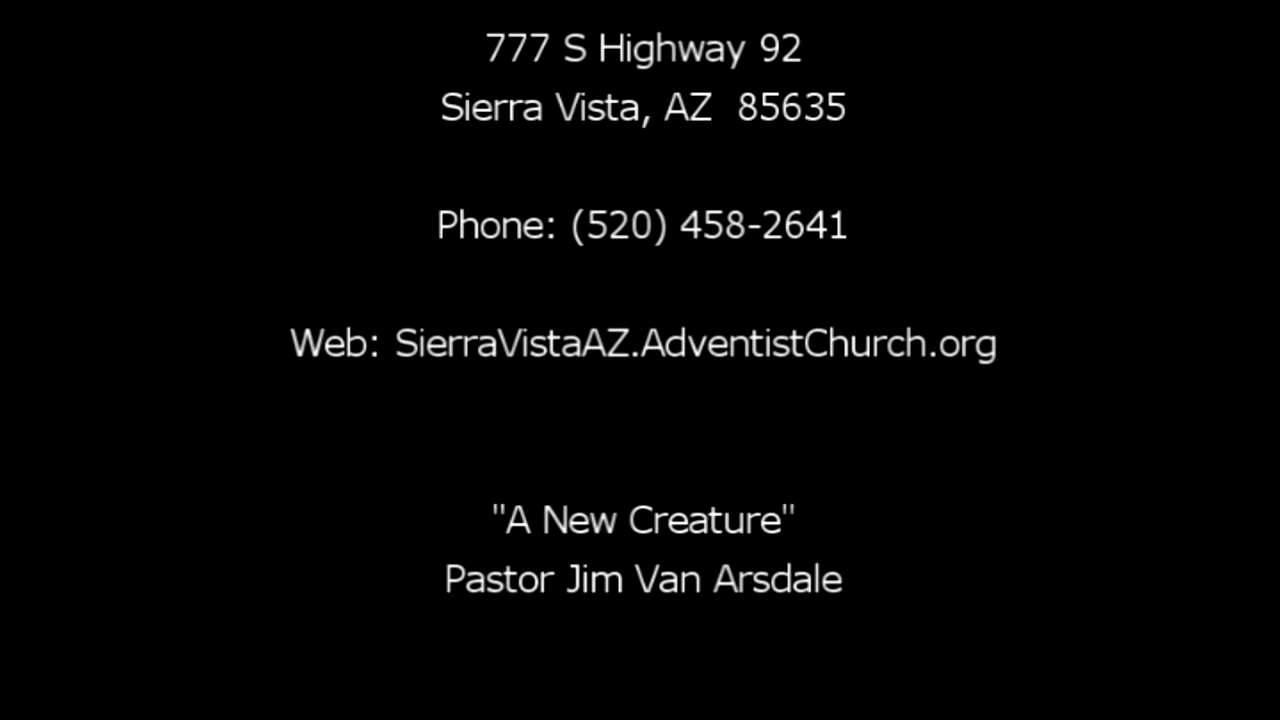 777 S Highway 92
Sierra Vista, AZ  85635
Phone: (520) 458-2641
Web: SierraVistaAZ.AdventistChurch.org
"A New Creature"
Pastor Jim Van Arsdale